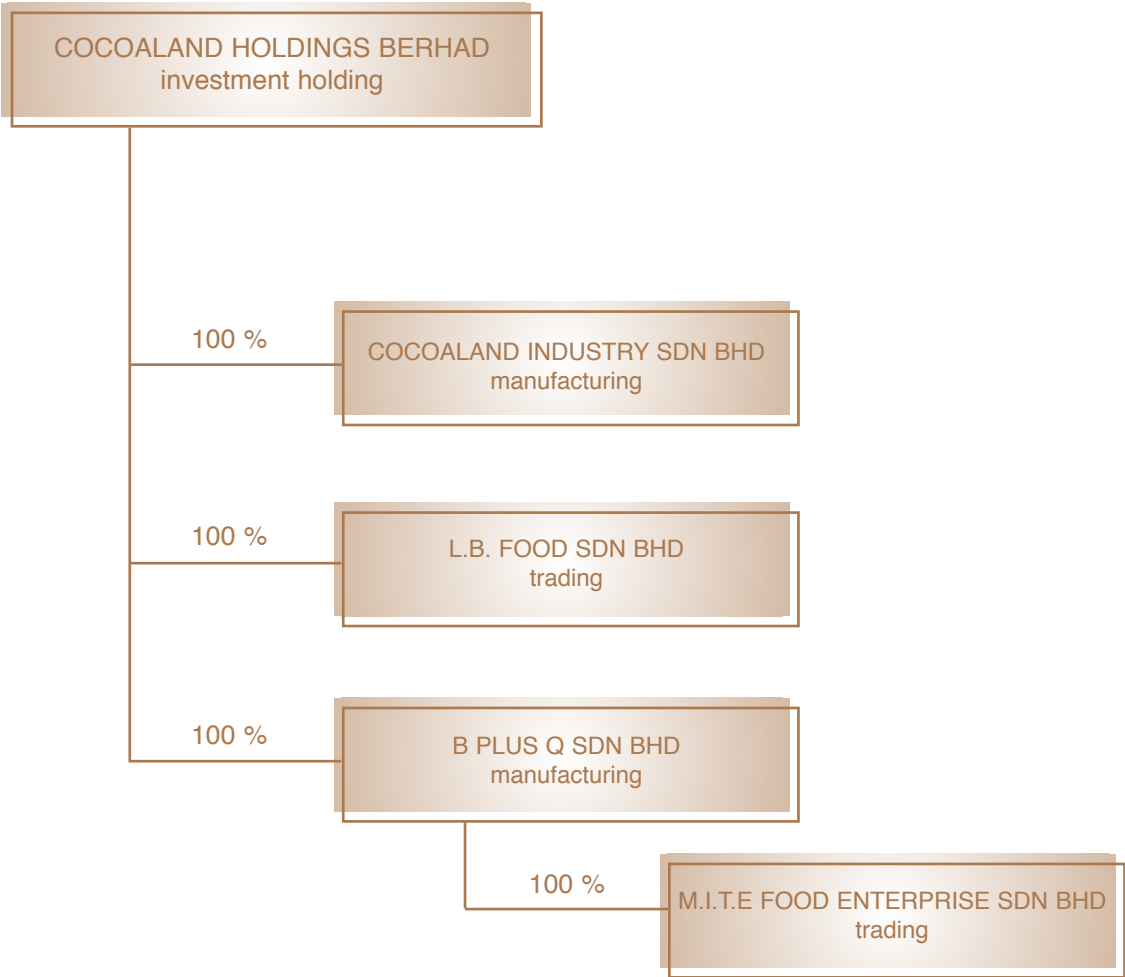 COCOALAND HOLDINGS BERHAD
investment holding
100 %
COCOALAND INDUSTRY SDN BHD
manufacturing
100 %
L.B. FOOD SDN BHD
trading
100 %
B PLUS Q SDN BHD
manufacturing
100 %
M.I.T.E FOOD ENTERPRISE SDN BHD
trading